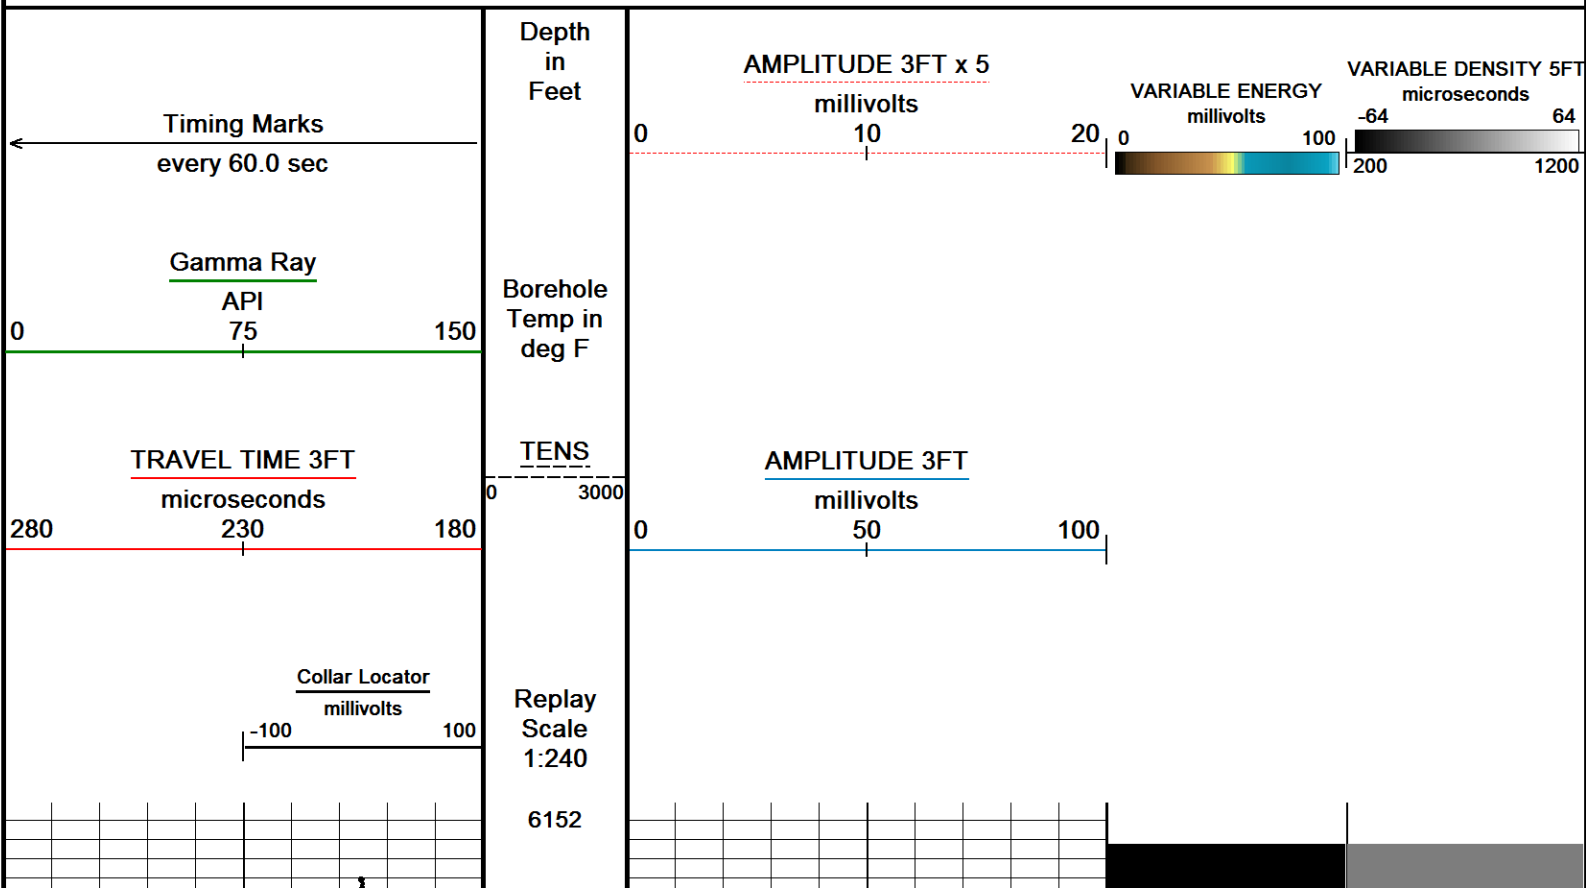 Timing Marks
every 60.0 sec
Gamma Ray
API
0 75 150
TRAVEL TIME 3FT
microseconds
280 230 180
Collar Locator
millivolts
-100 100
Depth
in
Feet
Borehole
Temp in
deg F
TENS
0 3000
Replay
Scale
1:240
6152
AMPLITUDE 3FT x 5
millivolts
0 10 20
AMPLITUDE 3FT
millivolts
0 50 100
VARIABLE ENERGY
millivolts
0 100
VARIABLE DENSITY 5FT
microseconds
-64 64
200 1200